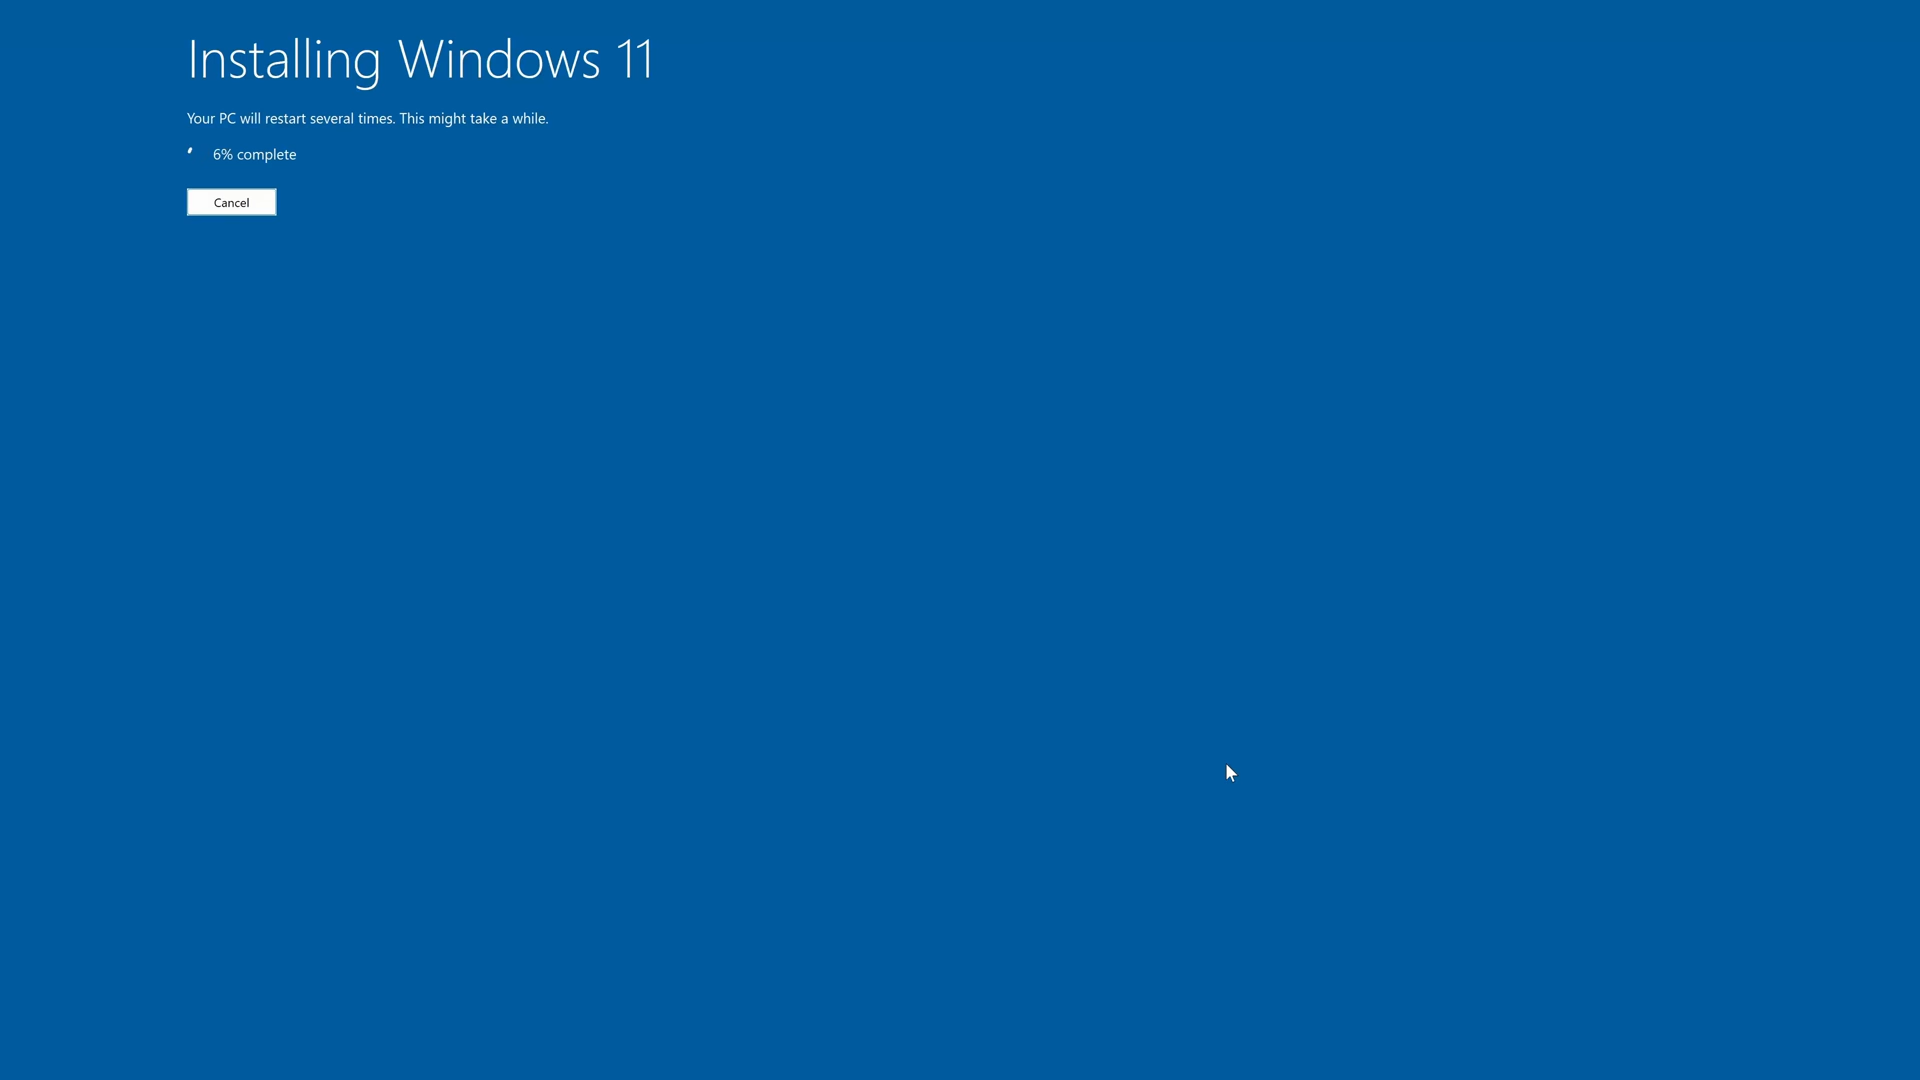 Installing Windows 11
Your PC will restart several times. This might take a while.
6% complete
Cancel